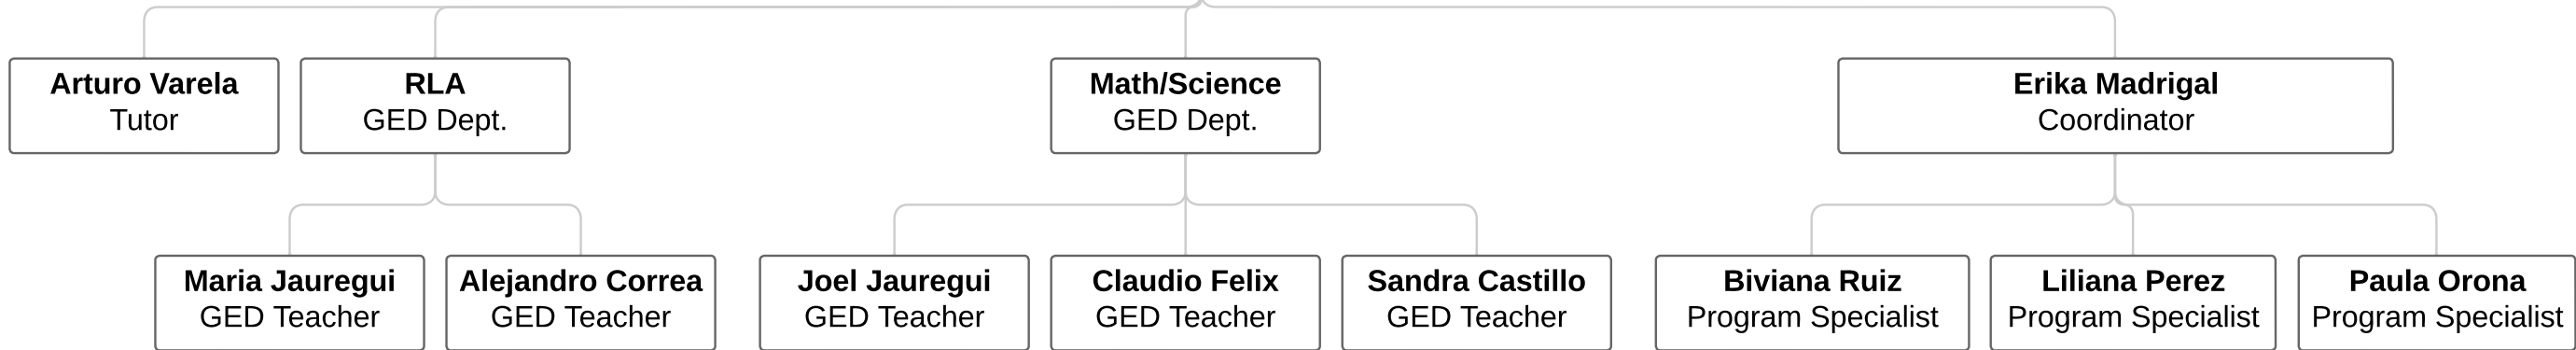 Arturo Varela
Tutor
RLA
GED Dept.
Math/Science
GED Dept.
Erika Madrigal
Coordinator
Maria Jauregui
GED Teacher
Alejandro Correa
GED Teacher
Joel Jauregui
GED Teacher
Claudio Felix
GED Teacher
Sandra Castillo
GED Teacher
Biviana Ruiz
Program Specialist
Liliana Perez
Program Specialist
Paula Orona
Program Specialist